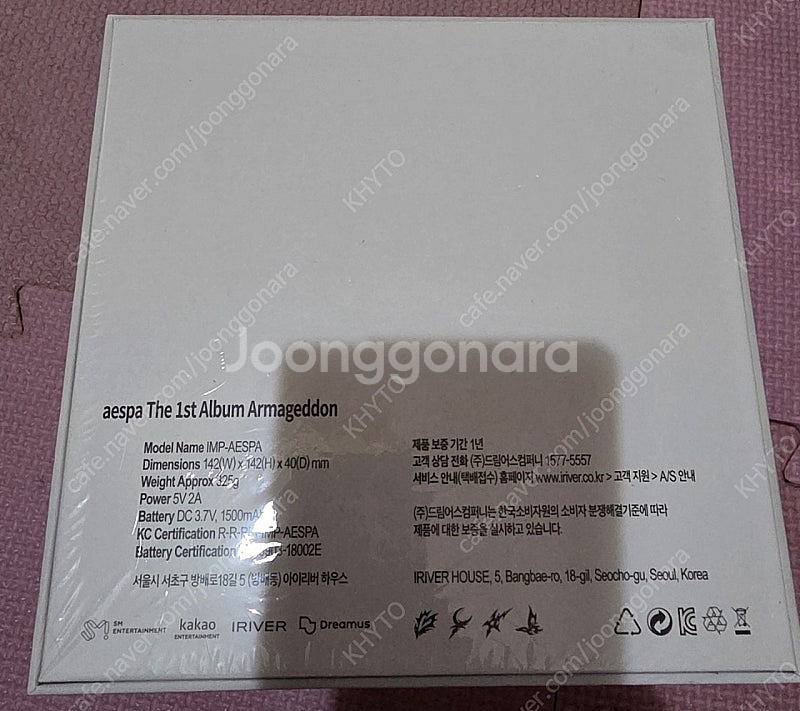 Joonggonara
aespa The 1st Album Armageddon
Model Name IMP-AESPA
Dimensions 142(W) x 142(H) x 40(D) mm
Weight Approx 325g
Power 5V 2A
Battery DC 3.7V, 1500mAh
KC Certification R-R-P IMP-AESPA
Battery Certification 18002E
서울시 서초구 방배로18길 5 (방배동) 아이리버 하우스
SM ENTERTAINMENT
kakao ENTERTAINMENT
IRIVER
Dreamus
제품 보증 기간 1년
고객 상담 전화 (주)드림어스컴퍼니 1577-5557
서비스 안내(택배접수) 홈페이지 www.iriver.co.kr > 고객 지원 > A/S 안내
(주)드림어스컴퍼니는 한국소비자원의 소비자 분쟁해결기준에 따라
제품에 대한 보증을 실시하고 있습니다.
IRIVER HOUSE, 5, Bangbae-ro, 18-gil, Seocho-gu, Seoul, Korea
cafe.naver.com/joonggonara
KHYTO